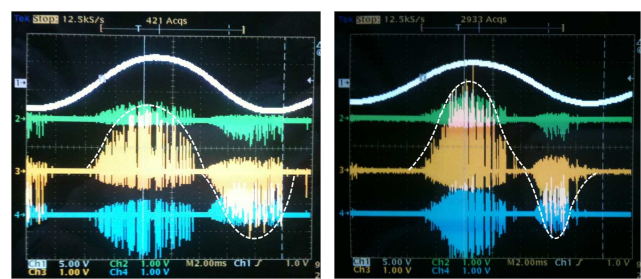 Tek Stop: 12.5kS/s 421 Acqs
T
1→
2→
3→
4→
Ch1 5.00 V Ch2 1.00 V M2.00ms Ch1 ∫ 1.0 V
Ch3 1.00 V Ch4 1.00 V
Tek Stop: 12.5kS/s 2933 Acqs
T
1→
2→
3→
4→
Ch1 5.00 V Ch2 1.00 V M2.00ms Ch1 ∫ 1.0 V
Ch3 1.00 V Ch4 1.00 V